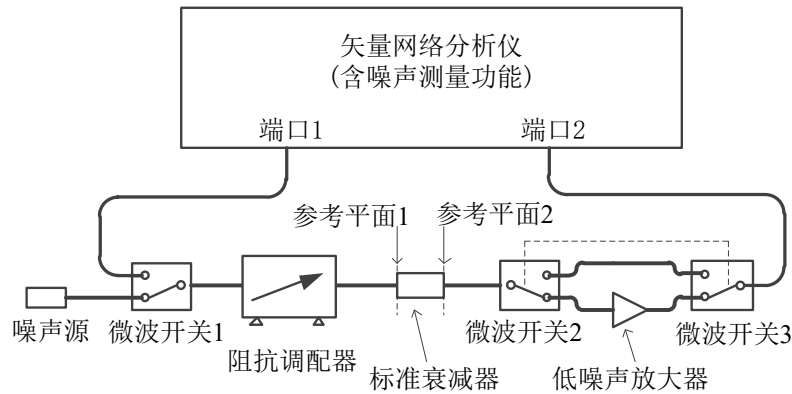 矢量网络分析仪
(含噪声测量功能)
端口1
端口2
参考平面1
参考平面2
噪声源
微波开关1
阻抗调配器
标准衰减器
微波开关2
低噪声放大器
微波开关3